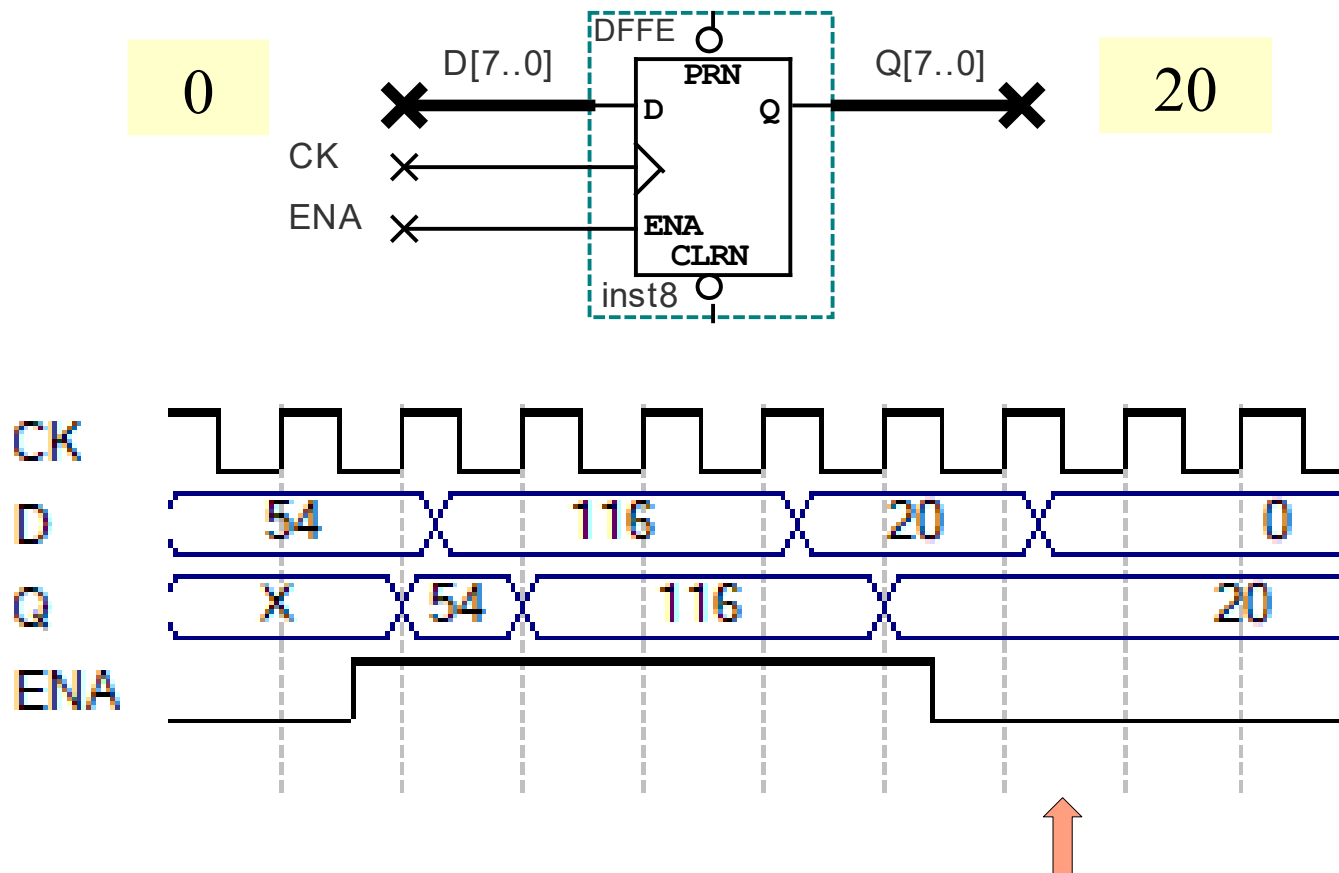 DFFE
0
D[7..0]
PRN
Q[7..0]
20
D
Q
CK
ENA
ENA
CLRN
inst8
CK
D
54
116
20
0
Q
X
54
116
20
ENA